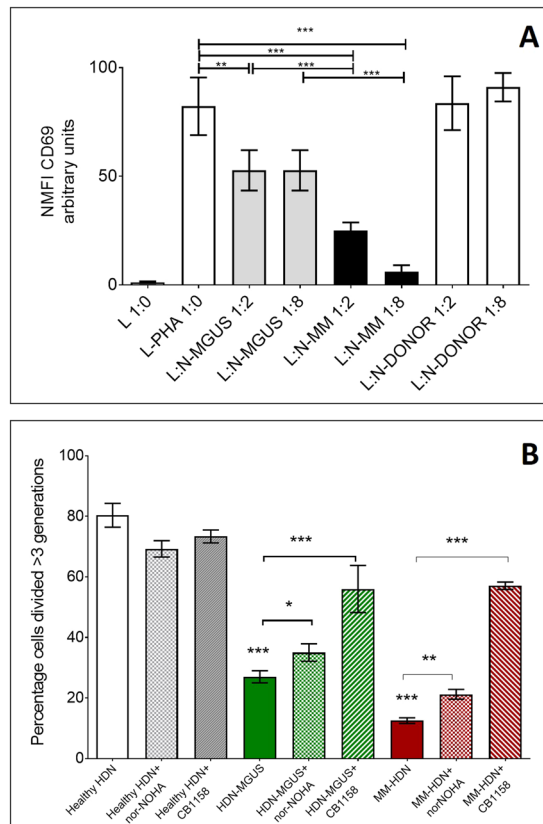 A
***
***
** ***
***
NMFI CD69
arbitrary units
100
50
0
L 1:0
L-PHA 1:0
L:N-MGUS 1:2
L:N-MGUS 1:8
L:N-MM 1:2
L:N-MM 1:8
L:N-DONOR 1:2
L:N-DONOR 1:8
B
Percentage cells divided >3 generations
100
80
60
40
20
0
***
*
***
***
**
***
Healthy HDN
Healthy HDN+
nor-NOHA
Healthy HDN+
CB1158
HDN-MGUS
HDN-MGUS+
nor-NOHA
HDN-MGUS+
CB1158
MM-HDN
MM-HDN+
norNOHA
MM-HDN+
CB1158